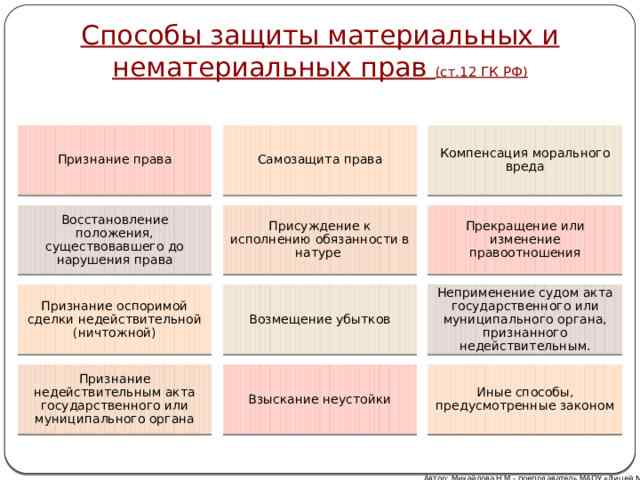 Способы защиты материальных и
нематериальных прав (ст.12 ГК РФ)
Признание права
Самозащита права
Компенсация морального
вреда
Восстановление
положения,
существовавшего до
нарушения права
Присуждение к
исполнению обязанности в
натуре
Прекращение или
изменение
правоотношения
Признание оспоримой
сделки недействительной
(ничтожной)
Возмещение убытков
Неприменение судом акта
государственного или
муниципального органа,
признанного
недействительным.
Признание
недействительным акта
государственного или
муниципального органа
Взыскание неустойки
Иные способы,
предусмотренные законом
Автор: Михайлова Н.М - преподаватель МАОУ «Лицей